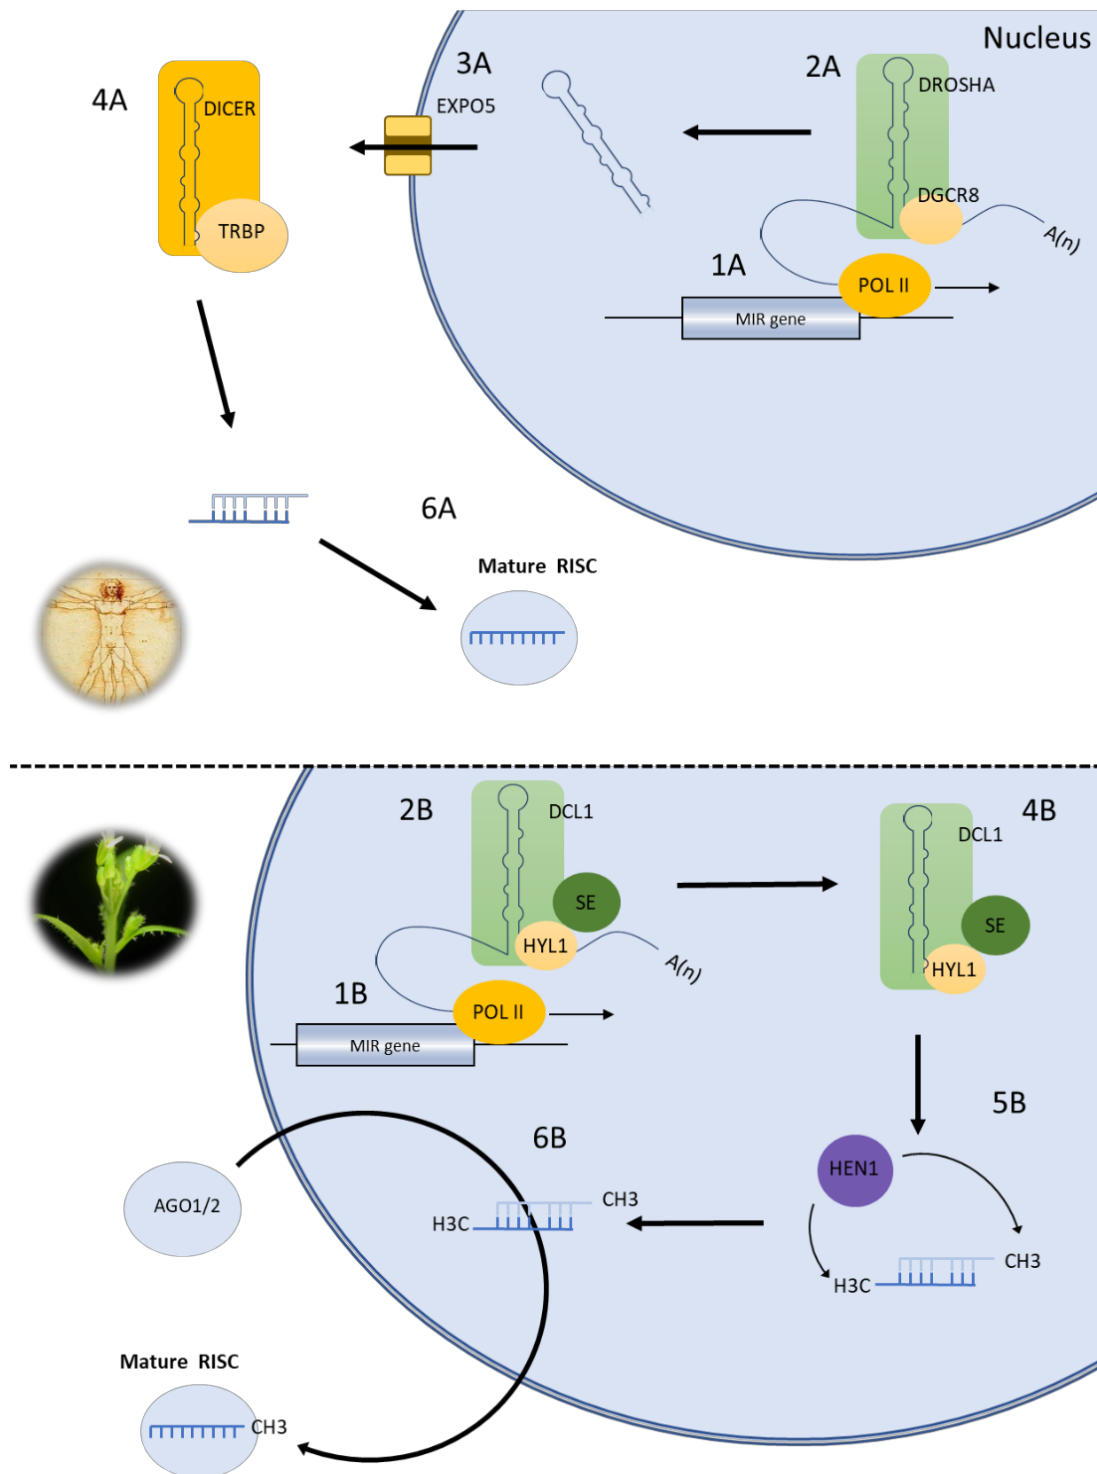 Nucleus
3A
2A
4A
EXPO5
DROSHA
DICER
DGCR8
TRBP
A(n)
1A
POL II
MIR gene
6A
Mature RISC
2B
DCL1
4B
DCL1
SE
SE
HYL1
A(n)
HYL1
1B
POL II
MIR gene
5B
6B
HEN1
AGO1/2
CH3
H3C
CH3
H3C
Mature RISC
CH3